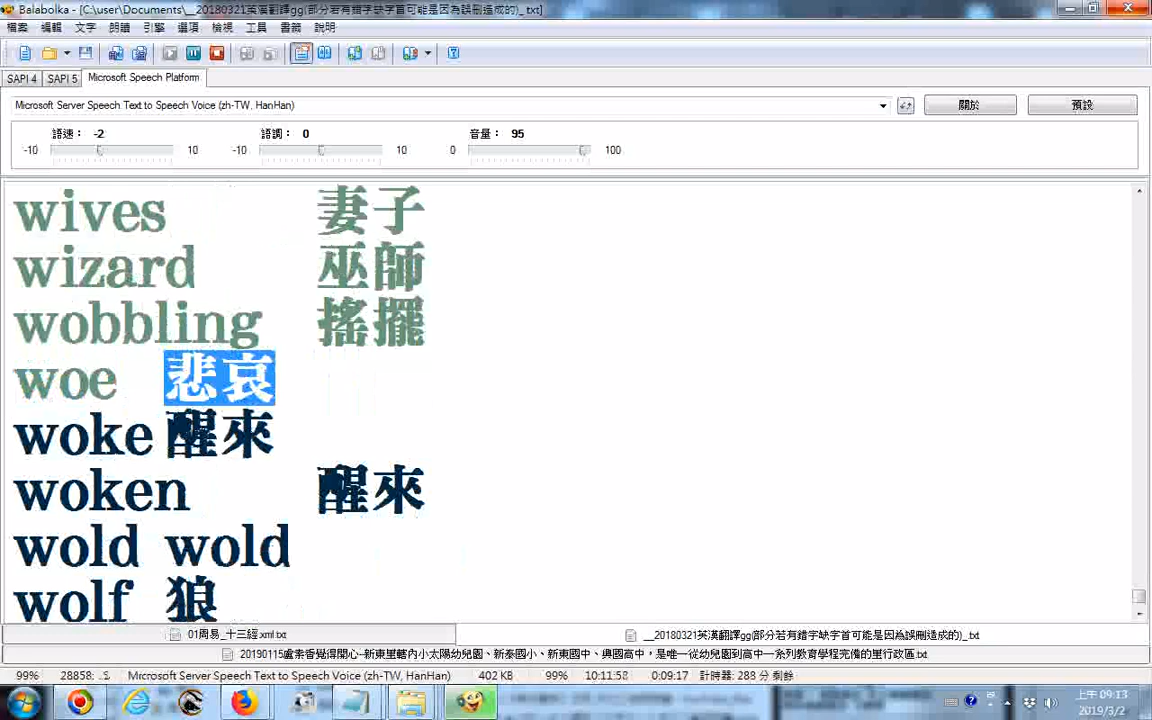 Balabolka - [C:\user\Documents\__20180321英漢翻譯gg(部分若有錯字缺字首可能是因為誤刪造成的)_.txt]
檔案 編輯 文字 朗讀 引擎 選項 檢視 工具 書籤 說明
SAPI 4 SAPI 5 Microsoft Speech Platform
Microsoft Server Speech Text to Speech Voice (zh-TW, HanHan) 關於 預設
語速： -2 語調： 0 音量： 95
-10 10 -10 10 0 100
wives 妻子
wizard 巫師
wobbling 搖擺
woe 悲哀
woke 醒來
woken 醒來
wold wold
wolf 狼
01周易_十三經.xml.txt __20180321英漢翻譯gg(部分若有錯字缺字首可能是因為誤刪造成的)_.txt
20190115盧素香覺得開心~新東里轄內小太陽幼兒園、新泰國小、新東國中、興國高中，是唯一從幼兒園到高中一系列教育學程完備的里行政區.txt
99% Microsoft Server Speech Text to Speech Voice (zh-TW, HanHan) 402 KB 99% 10:11:58 0:09:17 計時器: 288 分 剩餘
上午 09:13
2019/3/2